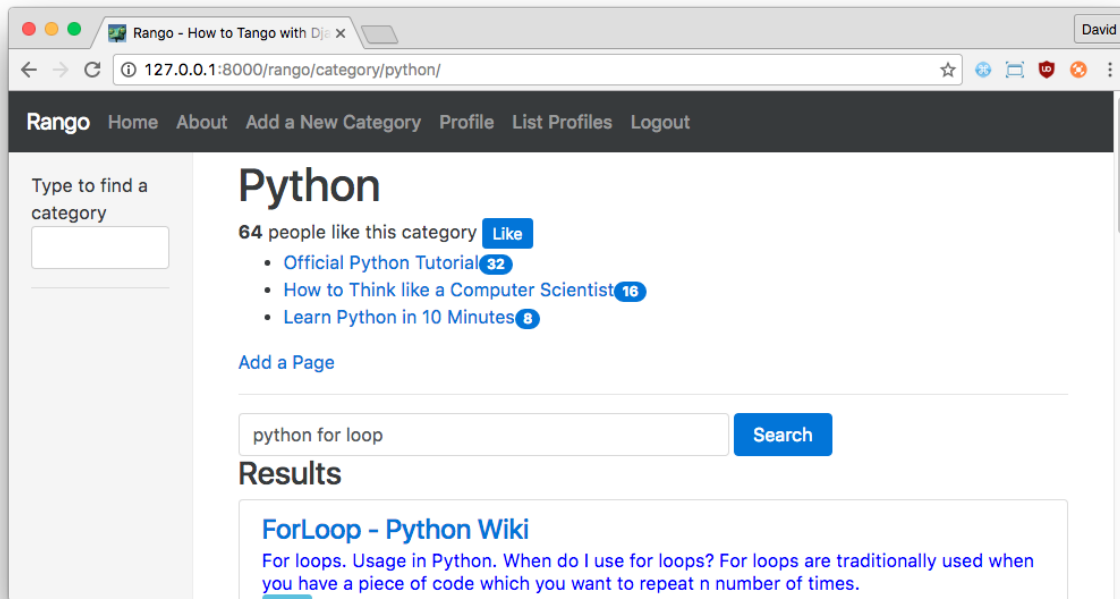 Rango - How to Tango with Dja
David
127.0.0.1:8000/rango/category/python/
Rango Home About Add a New Category Profile List Profiles Logout
Type to find a
category
Python
64 people like this category Like
Official Python Tutorial 32
How to Think like a Computer Scientist 16
Learn Python in 10 Minutes 8
Add a Page
python for loop Search
Results
ForLoop - Python Wiki
For loops. Usage in Python. When do I use for loops? For loops are traditionally used when
you have a piece of code which you want to repeat n number of times.